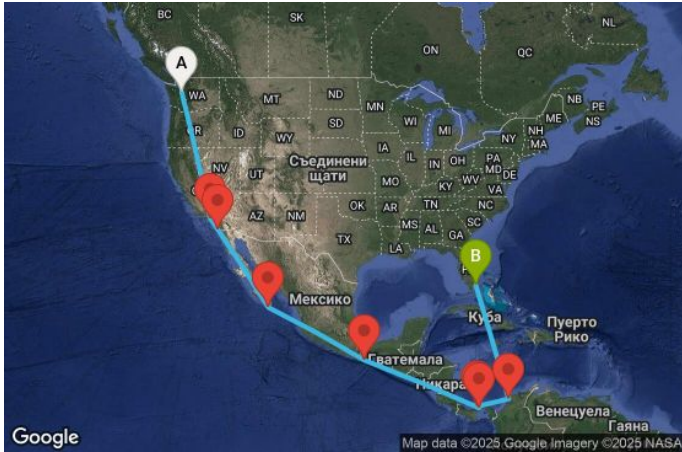 BC
SK
NL
A
ON
QC
WA
MT
ND
MN
NB
PE
OR
ID
SD
WI
MI
ME
NS
WY
NY
NH
MA
NV
UT
IA
IL
IN
OH
PA
MD
DE
Съединени
щати
MO
KY
WV
VA
AZ
NM
OK
AR
TN
NC
MS
AL
SC
GA
TX
LA
B
Мексико
Куба
Пуерто
Рико
Гватемала
Никара
Венецуела
Гаяна
Google
Map data ©2025 Google Imagery ©2025 NASA